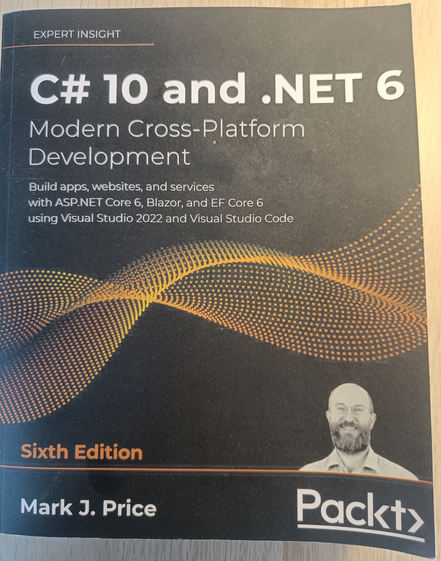 EXPERT INSIGHT
C# 10 and .NET 6
Modern Cross-Platform
Development
Build apps, websites, and services
with ASP.NET Core 6, Blazor, and EF Core 6
using Visual Studio 2022 and Visual Studio Code
Sixth Edition
Mark J. Price
Packt>